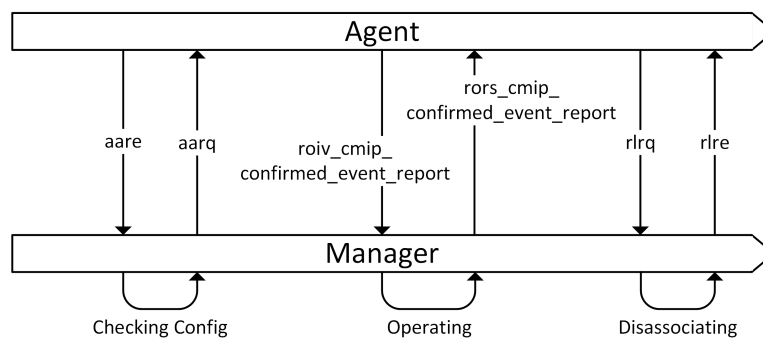 Agent
rors_cmip_
confirmed_event_report
aare
aarq
roiv_cmip_
confirmed_event_report
rlrq
rlre
Manager
Checking Config
Operating
Disassociating